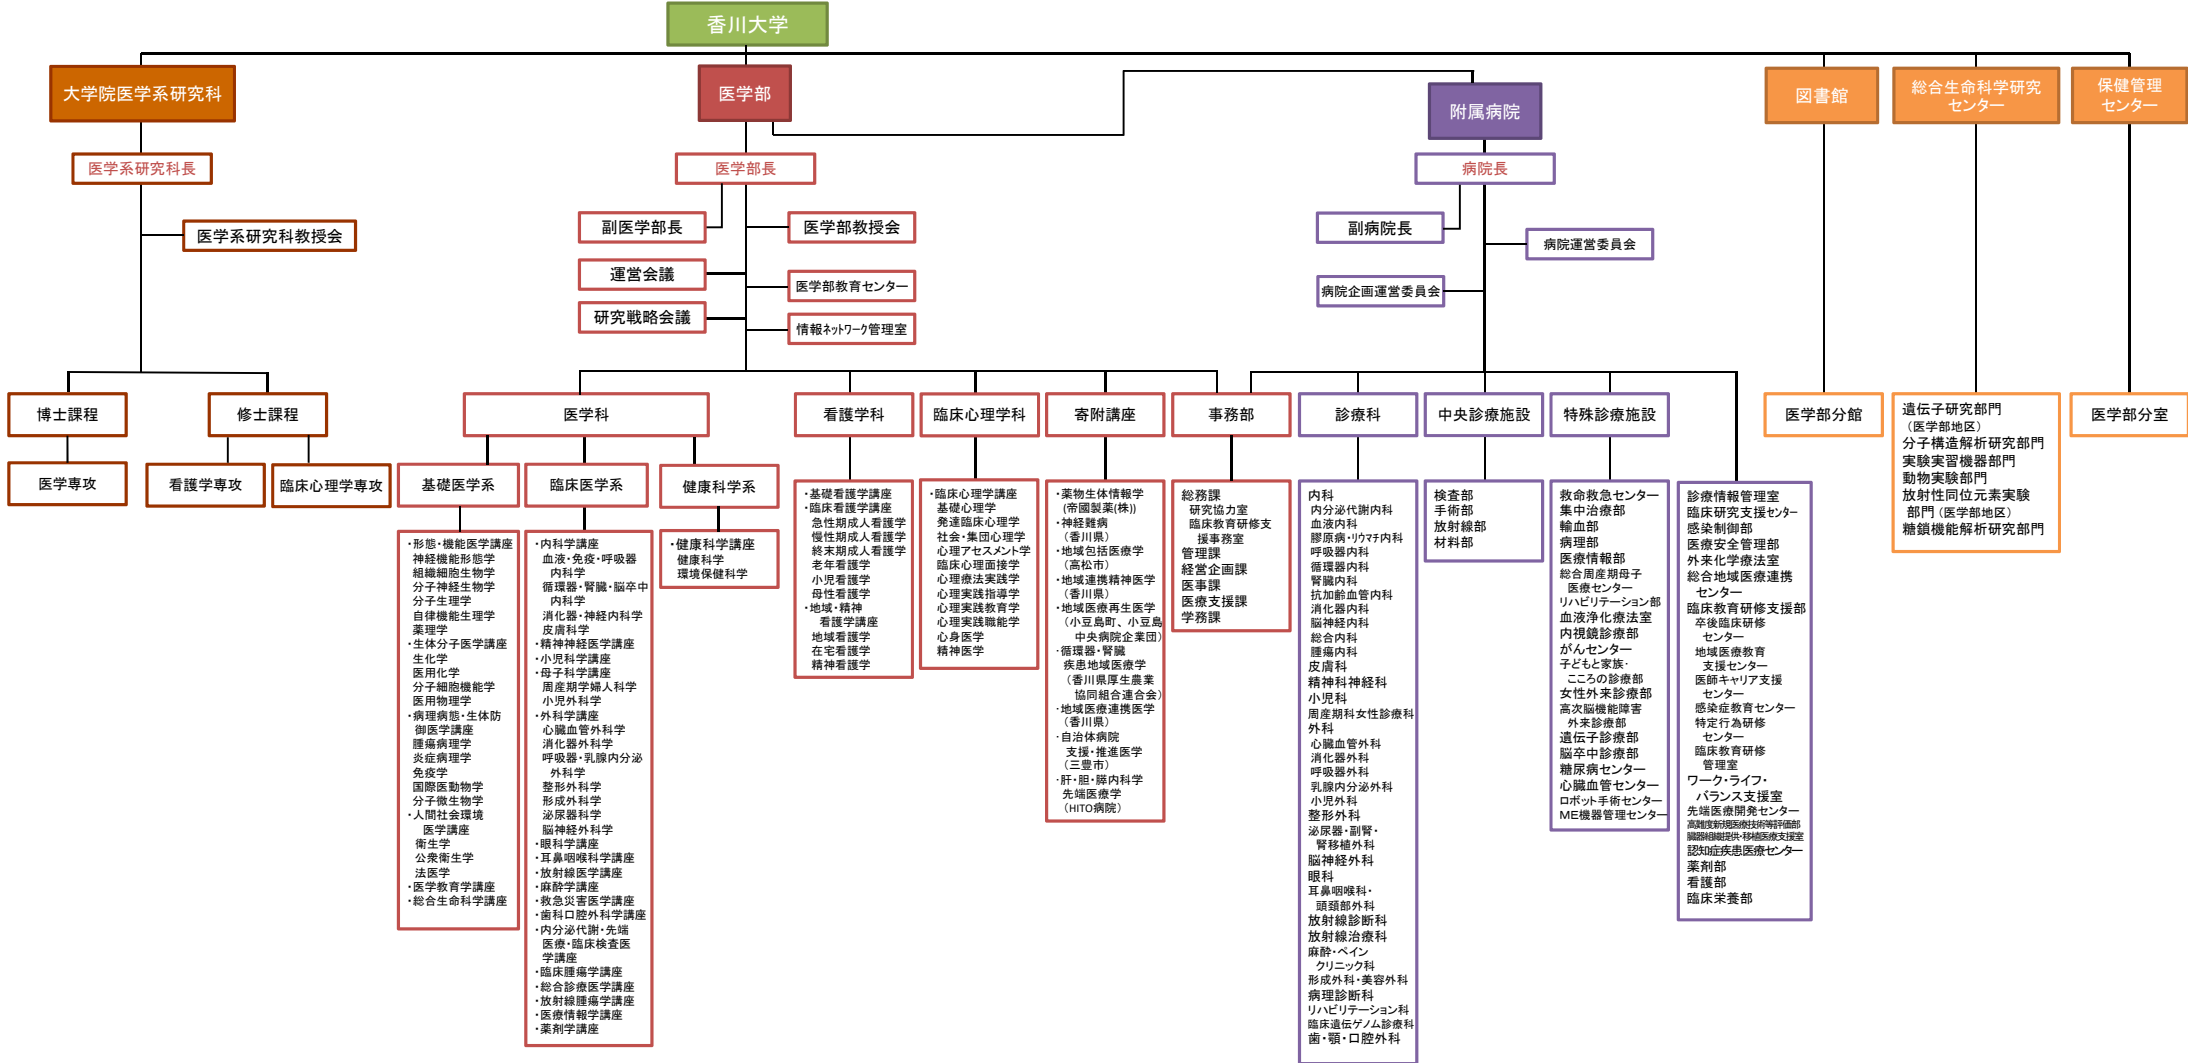 香川大学
大学院医学系研究科
医学部
附属病院
図書館
総合生命科学研究
センター
保健管理
センター
医学系研究科長
医学部長
病院長
医学系研究科教授会
副医学部長
医学部教授会
運営会議
医学部教育センター
研究戦略会議
情報ネットワーク管理室
副病院長
病院運営委員会
病院企画運営委員会
博士課程
修士課程
医学専攻
看護学専攻
臨床心理学専攻
医学科
看護学科
臨床心理学科
寄附講座
事務部
診療科
中央診療施設
特殊診療施設
医学部分館
遺伝子研究部門
(医学部地区)
分子構造解析研究部門
実験実習機器部門
動物実験部門
放射性同位元素実験
部門(医学部地区)
糖鎖機能解析研究部門
医学部分室
基礎医学系
臨床医学系
健康科学系
・形態・機能医学講座
神経機能形態学
組織細胞生物学
分子神経生物学
分子生理学
自律機能生理学
薬理学
・生体分子医学講座
生化学
医用化学
分子細胞機能学
医用物理学
・病理病態・生体防
御医学講座
腫瘍病理学
炎症病理学
免疫学
国際医動物学
分子微生物学
・人間社会環境
医学講座
衛生学
公衆衛生学
法医学
・医学教育学講座
・総合生命科学講座
・内科学講座
血液・免疫・呼吸器
内科学
循環器・腎臓・脳卒中
内科学
消化器・神経内科学
皮膚科学
・精神神経医学講座
・小児科学講座
・母子科学講座
周産期学婦人科学
小児外科学
・外科学講座
心臓血管外科学
消化器外科学
呼吸器・乳腺内分泌
外科学
整形外科学
形成外科学
泌尿器科学
脳神経外科学
・眼科学講座
・耳鼻咽喉科学講座
・放射線医学講座
・麻酔学講座
・救急災害医学講座
・歯科口腔外科学講座
・内分泌代謝・先端
医療・臨床検査医
学講座
・臨床腫瘍学講座
・総合診療医学講座
・放射線腫瘍学講座
・医療情報学講座
・薬剤学講座
・健康科学講座
健康科学
環境保健科学
・基礎看護学講座
・臨床看護学講座
急性期成人看護学
慢性期成人看護学
終末期成人看護学
老年看護学
小児看護学
母性看護学
・地域・精神
看護学講座
地域看護学
在宅看護学
精神看護学
・臨床心理学講座
基礎心理学
発達臨床心理学
社会・集団心理学
心理アセスメント学
臨床心理面接学
心理療法実践学
心理実践指導学
心理実践教育学
心理実践職能学
心身医学
精神医学
・薬物生体情報学
(帝國製薬(株))
・神経難病
(香川県)
・地域包括医療学
(高松市)
・地域連携精神医学
(香川県)
・地域医療再生医学
(小豆島町、小豆島
中央病院企業団)
・循環器・腎臓
疾患地域医療学
(香川県厚生農業
協同組合連合会)
・地域医療連携医学
(香川県)
・自治体病院
支援・推進医学
(三豊市)
・肝・胆・膵内科学
先端医療学
(HITO病院)
総務課
研究協力室
臨床教育研修支
援事務室
管理課
経営企画課
医事課
医療支援課
学務課
内科
内分泌代謝内科
血液内科
膠原病・リウマチ内科
呼吸器内科
循環器内科
腎臓内科
抗加齢血管内科
消化器内科
脳神経内科
総合内科
腫瘍内科
皮膚科
精神科神経科
小児科
周産期科女性診療科
外科
心臓血管外科
消化器外科
呼吸器外科
乳腺内分泌外科
小児外科
整形外科
泌尿器・副腎・
腎移植外科
脳神経外科
眼科
耳鼻咽喉科・
頭頚部外科
放射線診断科
放射線治療科
麻酔・ペイン
クリニック科
形成外科・美容外科
病理診断科
リハビリテーション科
臨床遺伝ゲノム診療科
歯・顎・口腔外科
検査部
手術部
放射線部
材料部
救命救急センター
集中治療部
輸血部
病理部
医療情報部
総合周産期母子
医療センター
リハビリテーション部
血液浄化療法室
内視鏡診療部
がんセンター
子どもと家族・
こころの診療部
女性外来診療部
高次脳機能障害
外来診療部
遺伝子診療部
脳卒中診療部
糖尿病センター
心臓血管センター
ロボット手術センター
ME機器管理センター
診療情報管理室
臨床研究支援センター
感染制御部
医療安全管理部
外来化学療法室
総合地域医療連携
センター
臨床教育研修支援部
卒後臨床研修
センター
地域医療教育
支援センター
医師キャリア支援
センター
感染症教育センター
特定行為研修
センター
臨床教育研修
管理室
ワーク・ライフ・
バランス支援室
先端医療開発センター
高難度新規医療技術等評価部
臓器組織提供・移植医療支援室
認知症疾患医療センター
薬剤部
看護部
臨床栄養部